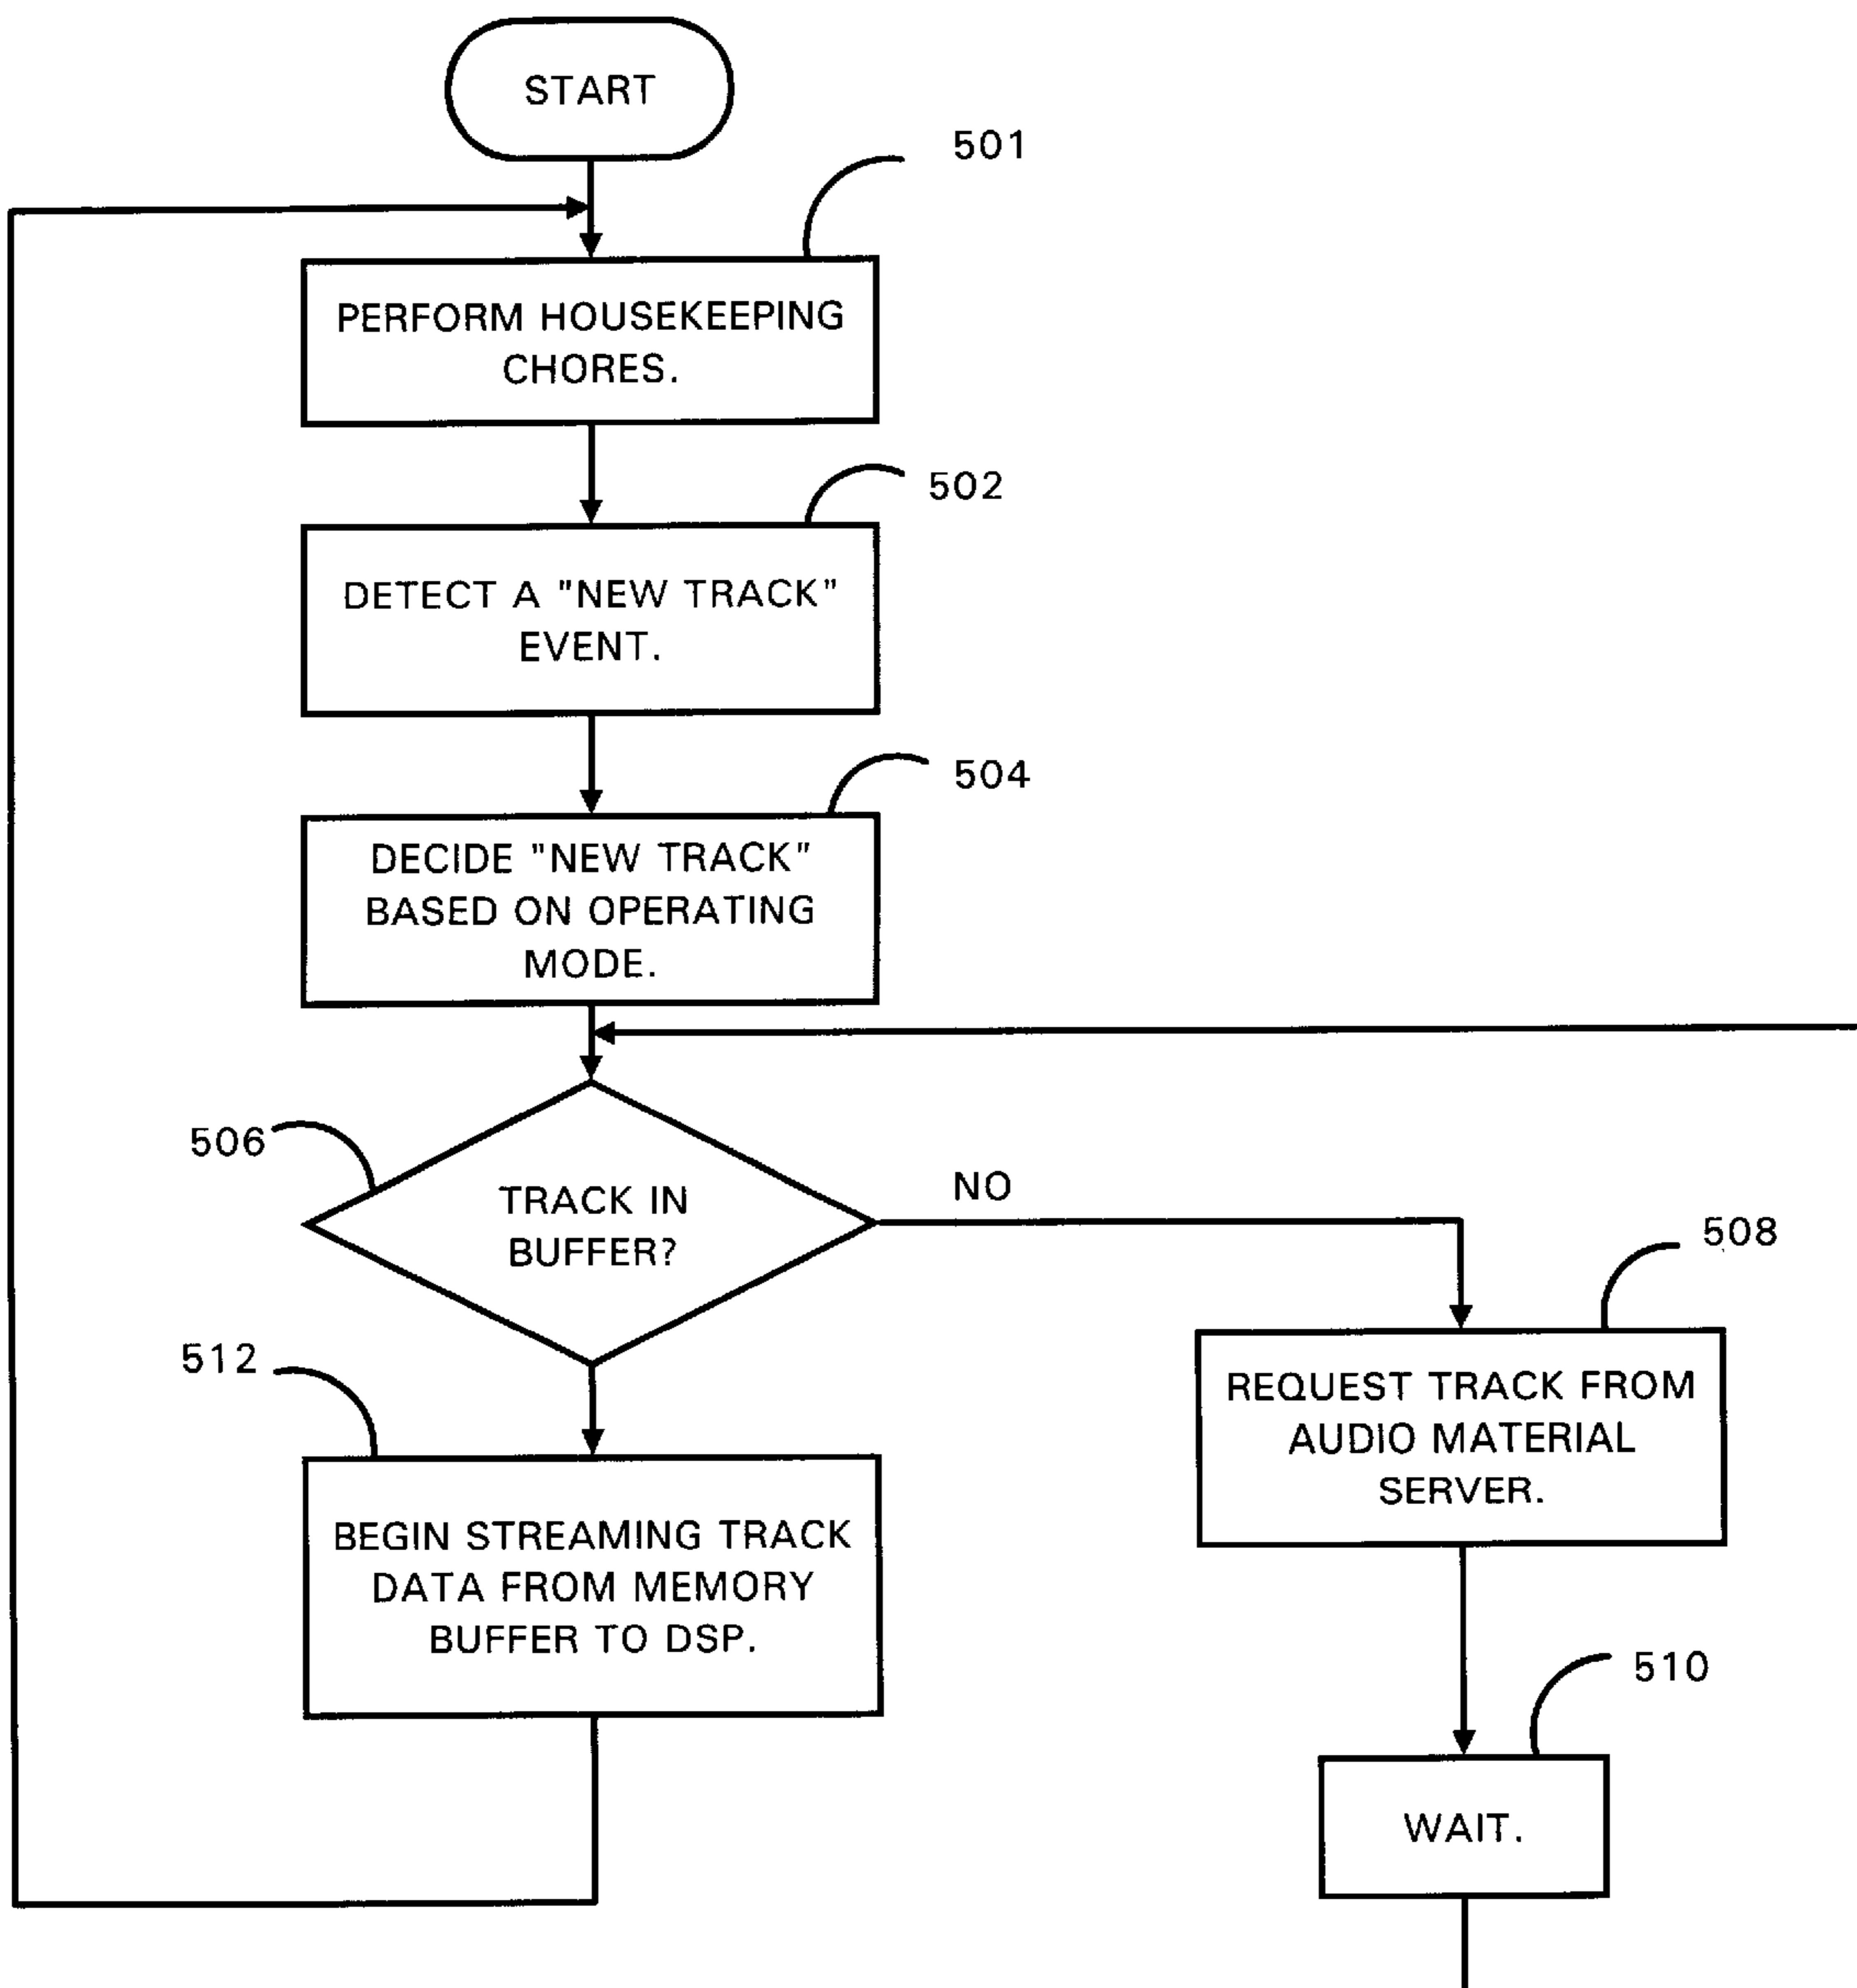 START
501
PERFORM HOUSEKEEPING
CHORES.
502
DETECT A "NEW TRACK"
EVENT.
504
DECIDE "NEW TRACK"
BASED ON OPERATING
MODE.
506
TRACK IN
BUFFER?
NO
508
REQUEST TRACK FROM
AUDIO MATERIAL
SERVER.
512
BEGIN STREAMING TRACK
DATA FROM MEMORY
BUFFER TO DSP.
510
WAIT.